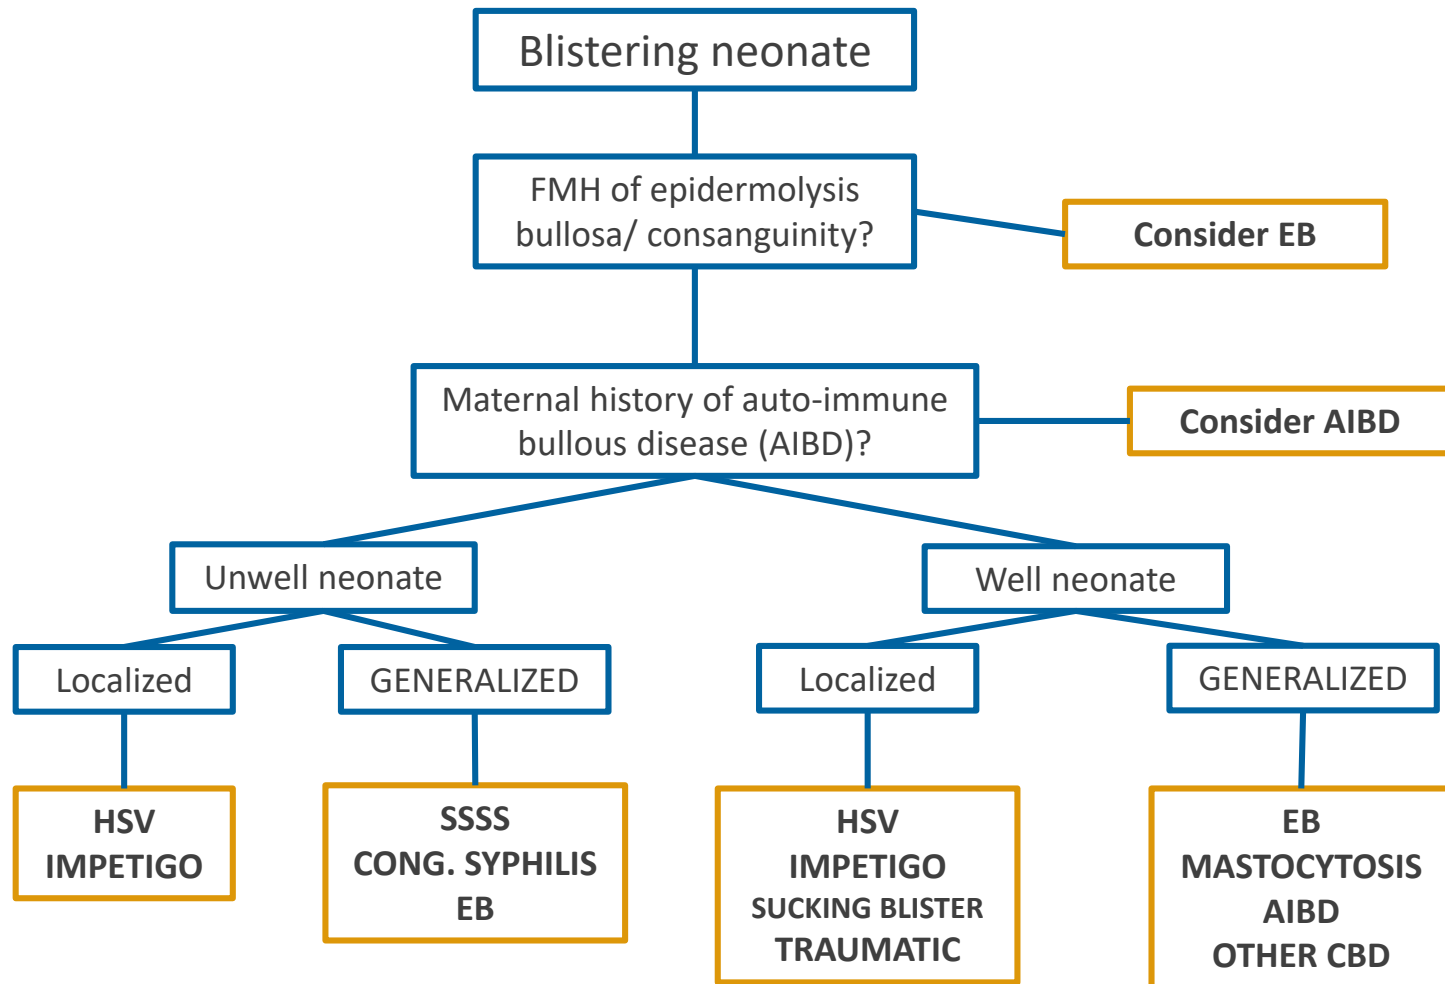 Blistering neonate
FMH of epidermolysis
bullosa/ consanguinity?
Consider EB
Maternal history of auto-immune
bullous disease (AIBD)?
Consider AIBD
Unwell neonate
Well neonate
Localized
GENERALIZED
Localized
GENERALIZED
HSV
IMPETIGO
SSSS
CONG. SYPHILIS
EB
HSV
IMPETIGO
SUCKING BLISTER
TRAUMATIC
EB
MASTOCYTOSIS
AIBD
OTHER CBD